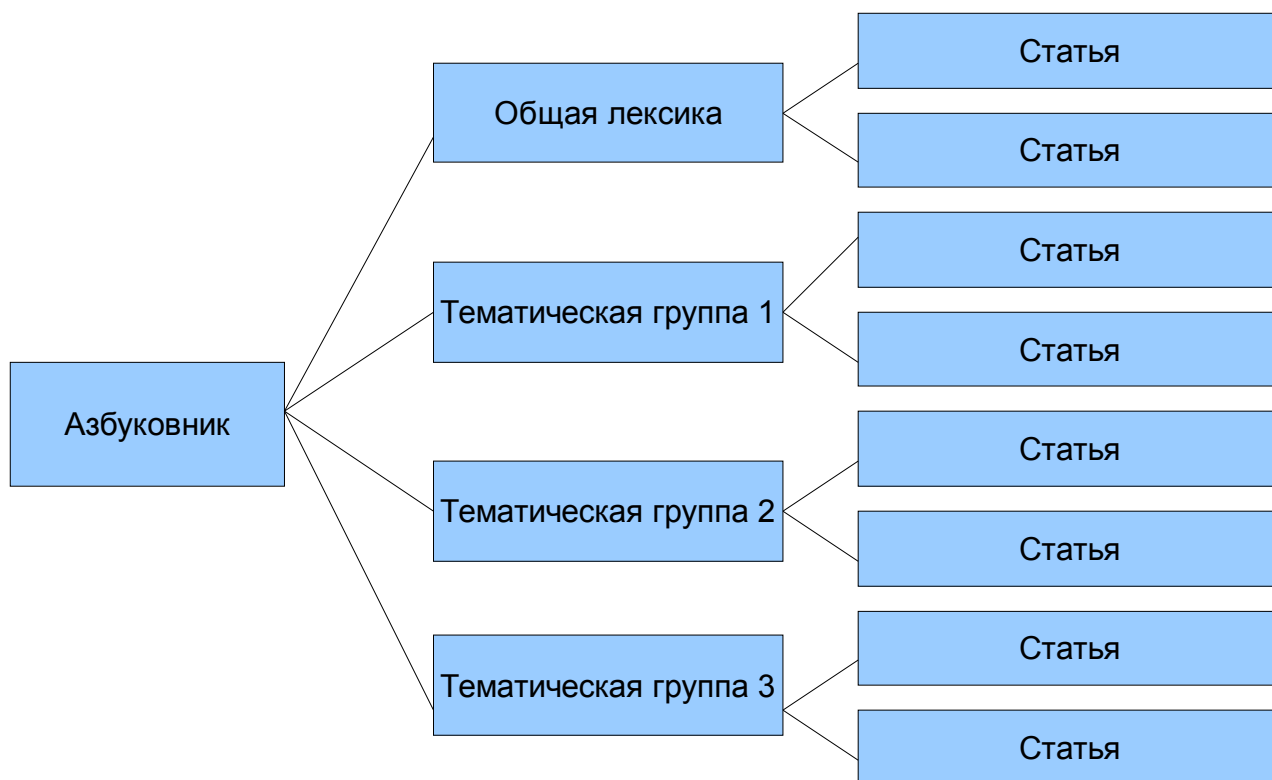 Азбуковник
Общая лексика
Статья
Статья
Тематическая группа 1
Статья
Статья
Тематическая группа 2
Статья
Статья
Тематическая группа 3
Статья
Статья